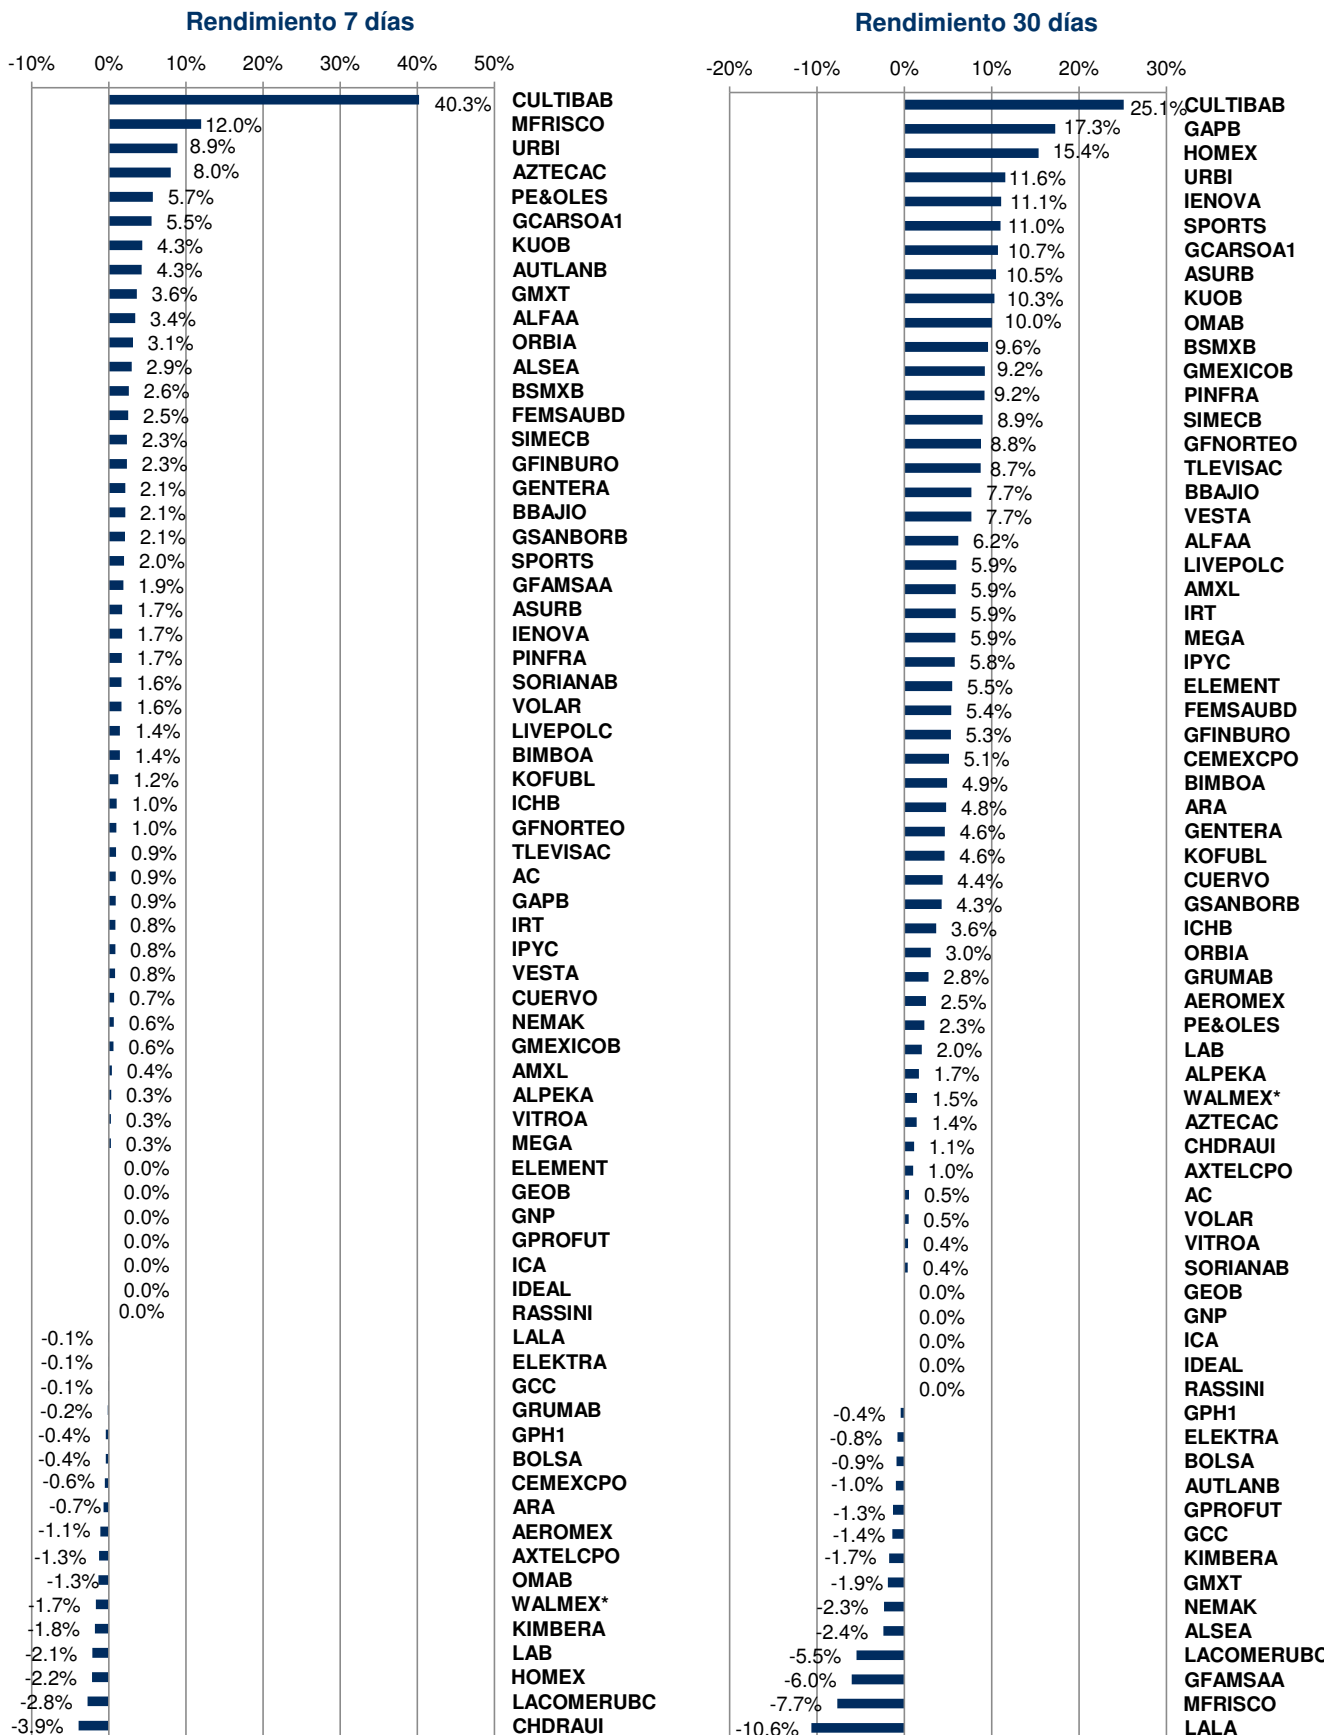 Rendimiento 7 días
-10% 0% 10% 20% 30% 40% 50%
40.3% CULTIBAB
12.0% MFRISCO
8.9% URBI
8.0% AZTECAC
5.7% PE&OLES
5.5% GCARSOA1
4.3% KUOB
4.3% AUTLANB
3.6% GMXT
3.4% ALFAA
3.1% ORBIA
2.9% ALSEA
2.6% BSMXB
2.5% FEMSAUBD
2.3% SIMECB
2.3% GFINBURO
2.1% GENTERA
2.1% BBAJIO
2.1% GSANBORB
2.0% SPORTS
1.9% GFAMSAA
1.7% ASURB
1.7% IENOVA
1.7% PINFRA
1.6% SORIANAB
1.6% VOLAR
1.4% LIVEPOLC
1.4% BIMBOA
1.2% KOFUBL
1.0% ICHB
1.0% GFNORTEO
0.9% TLEVISAC
0.9% AC
0.9% GAPB
0.8% IRT
0.8% IPYC
0.8% VESTA
0.7% CUERVO
0.6% NEMAK
0.6% GMEXICOB
0.4% AMXL
0.3% ALPEKA
0.3% VITROA
0.3% MEGA
0.0% ELEMENT
0.0% GEOB
0.0% GNP
0.0% GPROFUT
0.0% ICA
0.0% IDEAL
0.0% RASSINI
-0.1% LALA
-0.1% ELEKTRA
-0.1% GCC
-0.2% GRUMAB
-0.4% GPH1
-0.4% BOLSA
-0.6% CEMEXCPO
-0.7% ARA
-1.1% AEROMEX
-1.3% AXTELCPO
-1.3% OMAB
-1.7% WALMEX*
-1.8% KIMBERA
-2.1% LAB
-2.2% HOMEX
-2.8% LACOMERUBC
-3.9% CHDRAUI
Rendimiento 30 días
-20% -10% 0% 10% 20% 30%
25.1% CULTIBAB
17.3% GAPB
15.4% HOMEX
11.6% URBI
11.1% IENOVA
11.0% SPORTS
10.7% GCARSOA1
10.5% ASURB
10.3% KUOB
10.0% OMAB
9.6% BSMXB
9.2% GMEXICOB
9.2% PINFRA
8.9% SIMECB
8.8% GFNORTEO
8.7% TLEVISAC
7.7% BBAJIO
7.7% VESTA
6.2% ALFAA
5.9% LIVEPOLC
5.9% AMXL
5.9% IRT
5.9% MEGA
5.8% IPYC
5.5% ELEMENT
5.4% FEMSAUBD
5.3% GFINBURO
5.1% CEMEXCPO
4.9% BIMBOA
4.8% ARA
4.6% GENTERA
4.6% KOFUBL
4.4% CUERVO
4.3% GSANBORB
3.6% ICHB
3.0% ORBIA
2.8% GRUMAB
2.5% AEROMEX
2.3% PE&OLES
2.0% LAB
1.7% ALPEKA
1.5% WALMEX*
1.4% AZTECAC
1.1% CHDRAUI
1.0% AXTELCPO
0.5% AC
0.5% VOLAR
0.4% VITROA
0.4% SORIANAB
0.0% GEOB
0.0% GNP
0.0% ICA
0.0% IDEAL
0.0% RASSINI
-0.4% GPH1
-0.8% ELEKTRA
-0.9% BOLSA
-1.0% AUTLANB
-1.3% GPROFUT
-1.4% GCC
-1.7% KIMBERA
-1.9% GMXT
-2.3% NEMAK
-2.4% ALSEA
-5.5% LACOMERUBC
-6.0% GFAMSAA
-7.7% MFRISCO
-10.6% LALA